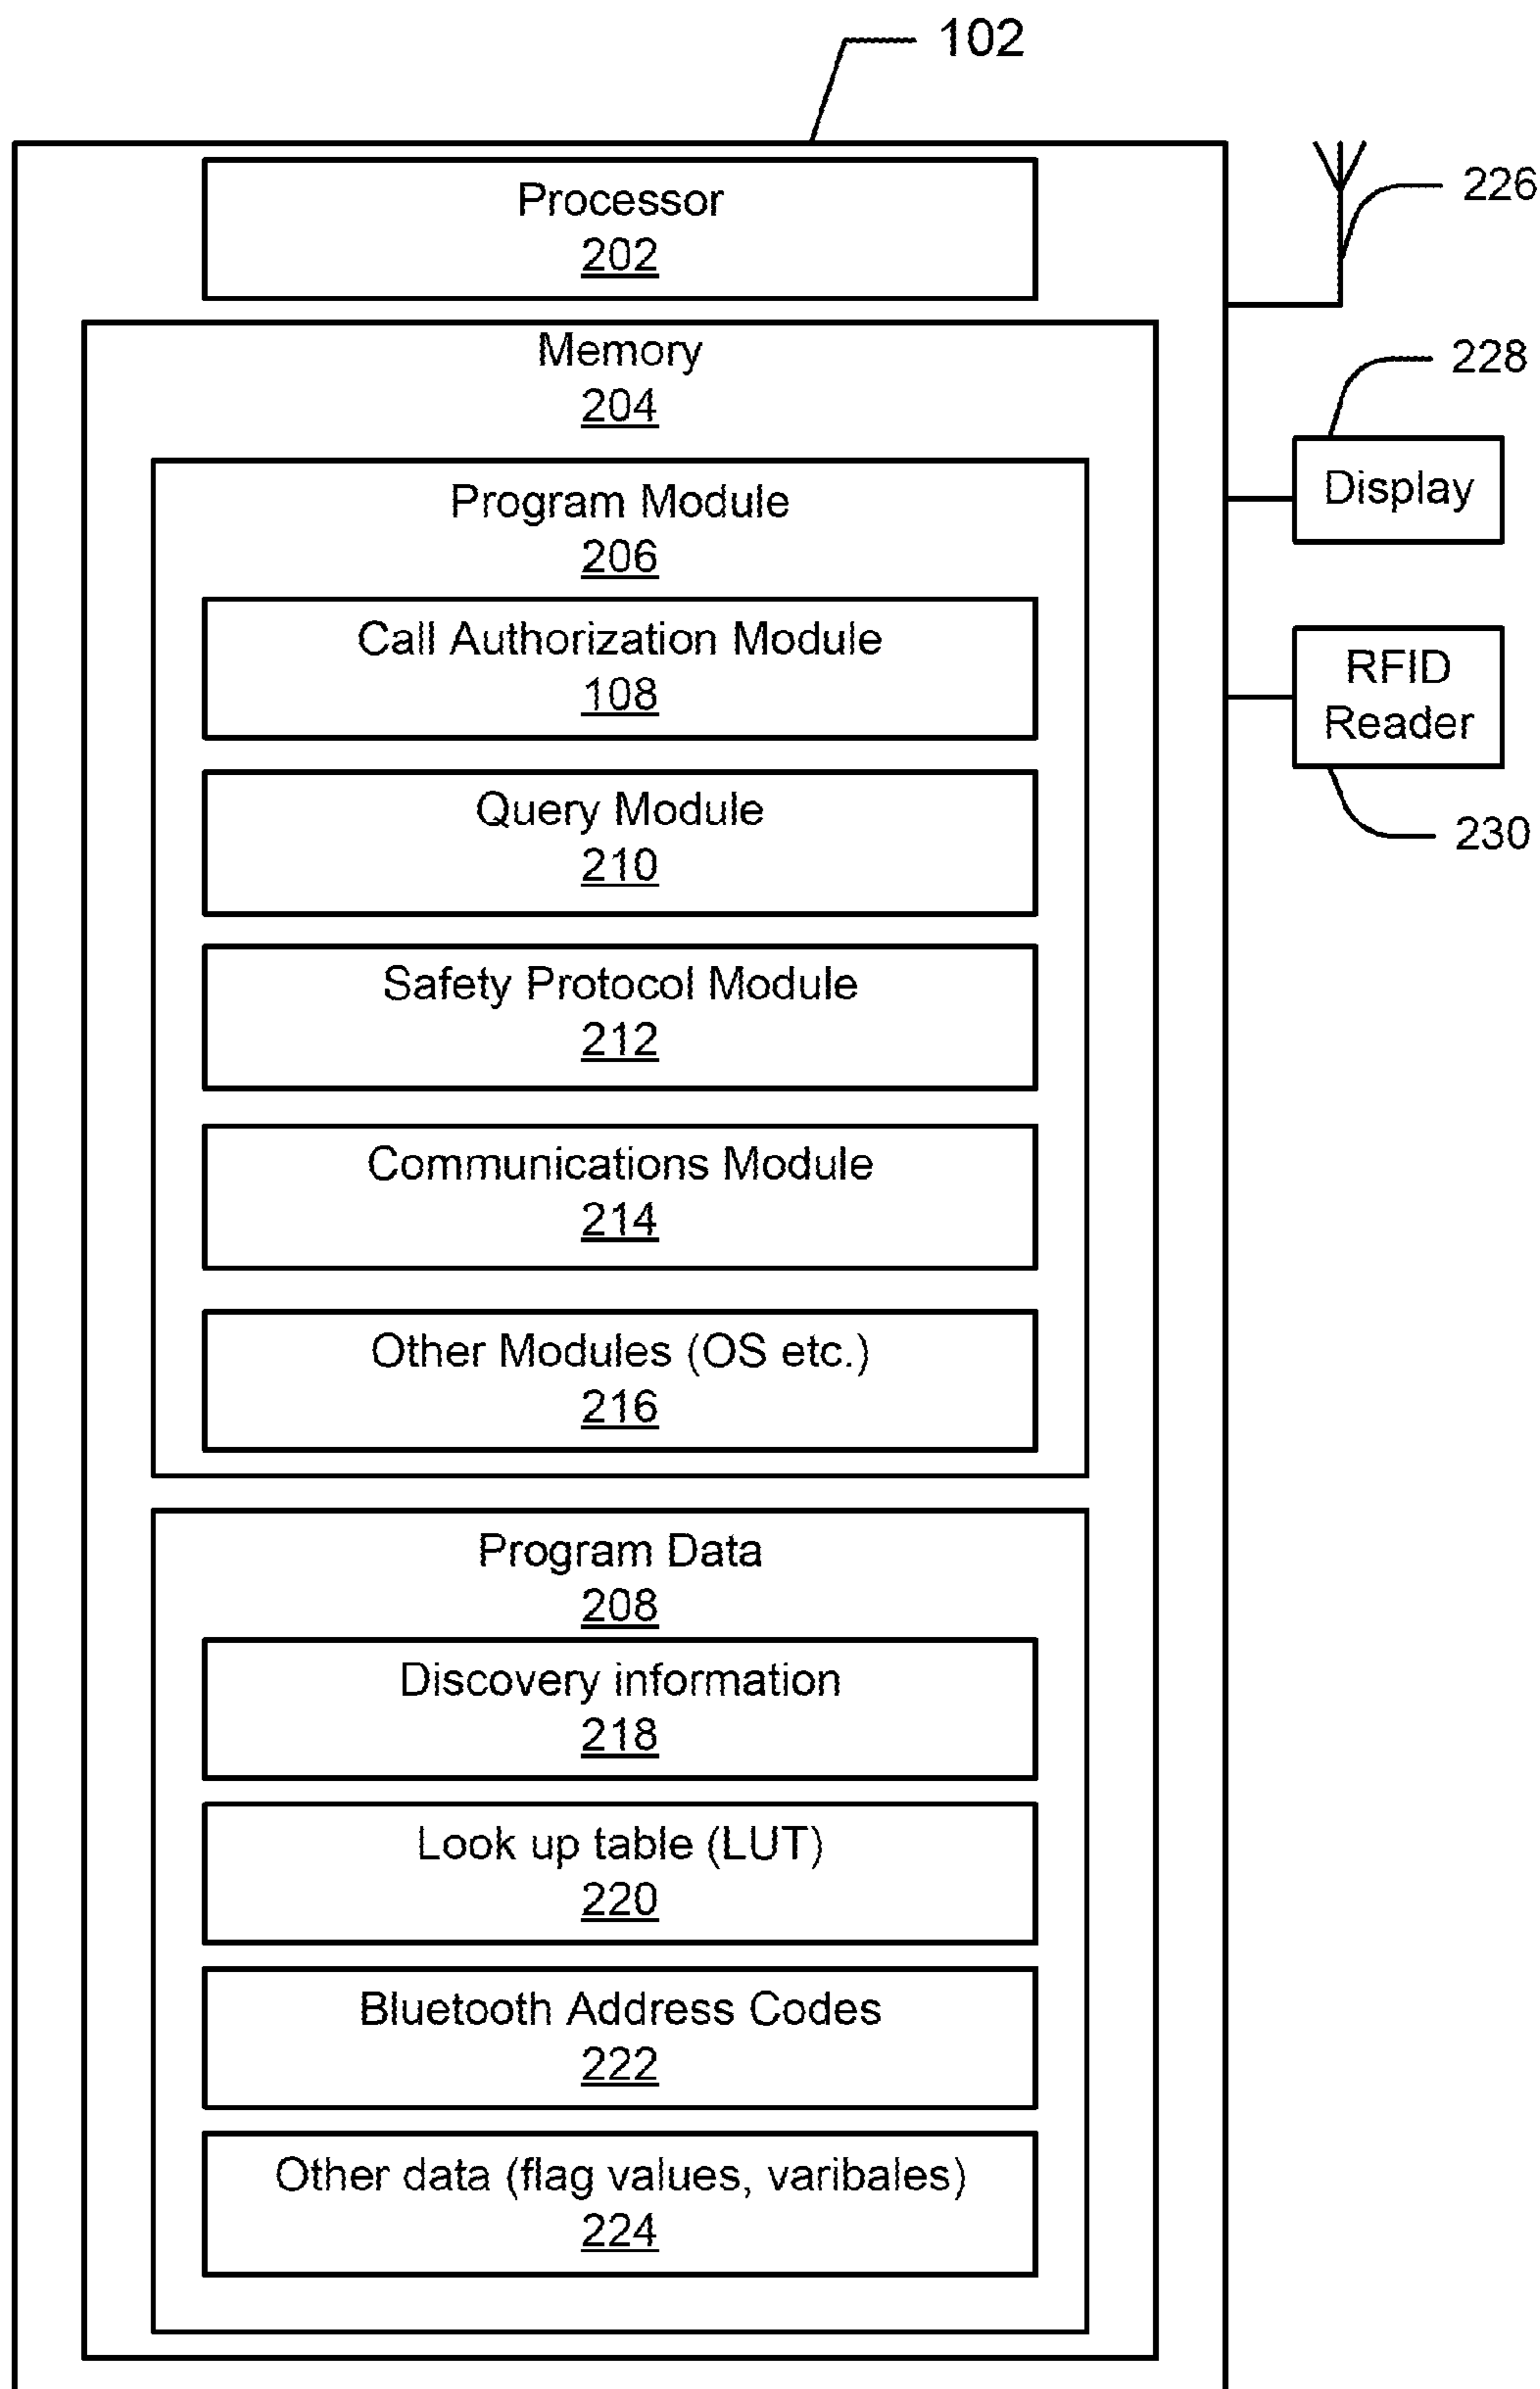 102
Processor
202
226
Memory
204
228
Display
Program Module
206
Call Authorization Module
108
RFID
Reader
230
Query Module
210
Safety Protocol Module
212
Communications Module
214
Other Modules (OS etc.)
216
Program Data
208
Discovery information
218
Look up table (LUT)
220
Bluetooth Address Codes
222
Other data (flag values, varibales)
224